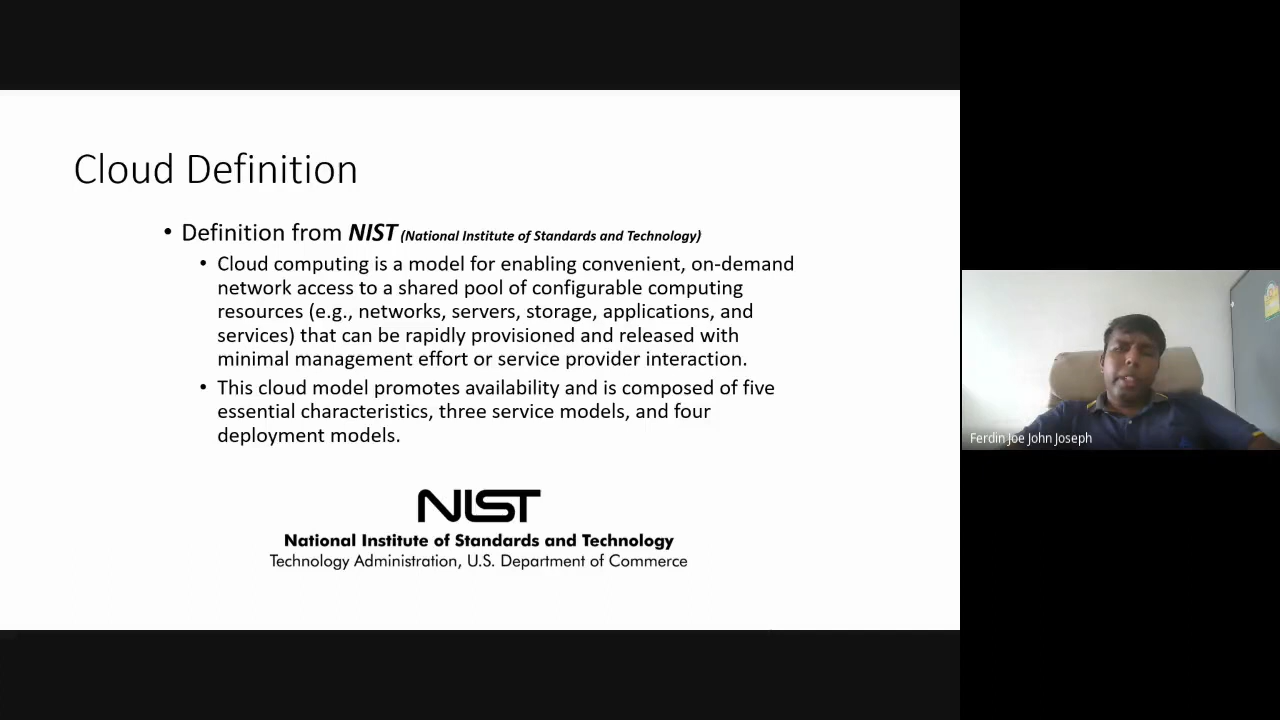 Cloud Definition
• Definition from NIST (National Institute of Standards and Technology)
• Cloud computing is a model for enabling convenient, on-demand
network access to a shared pool of configurable computing
resources (e.g., networks, servers, storage, applications, and
services) that can be rapidly provisioned and released with
minimal management effort or service provider interaction.
• This cloud model promotes availability and is composed of five
essential characteristics, three service models, and four
deployment models.
NIST
National Institute of Standards and Technology
Technology Administration, U.S. Department of Commerce
Ferdin Joe John Joseph